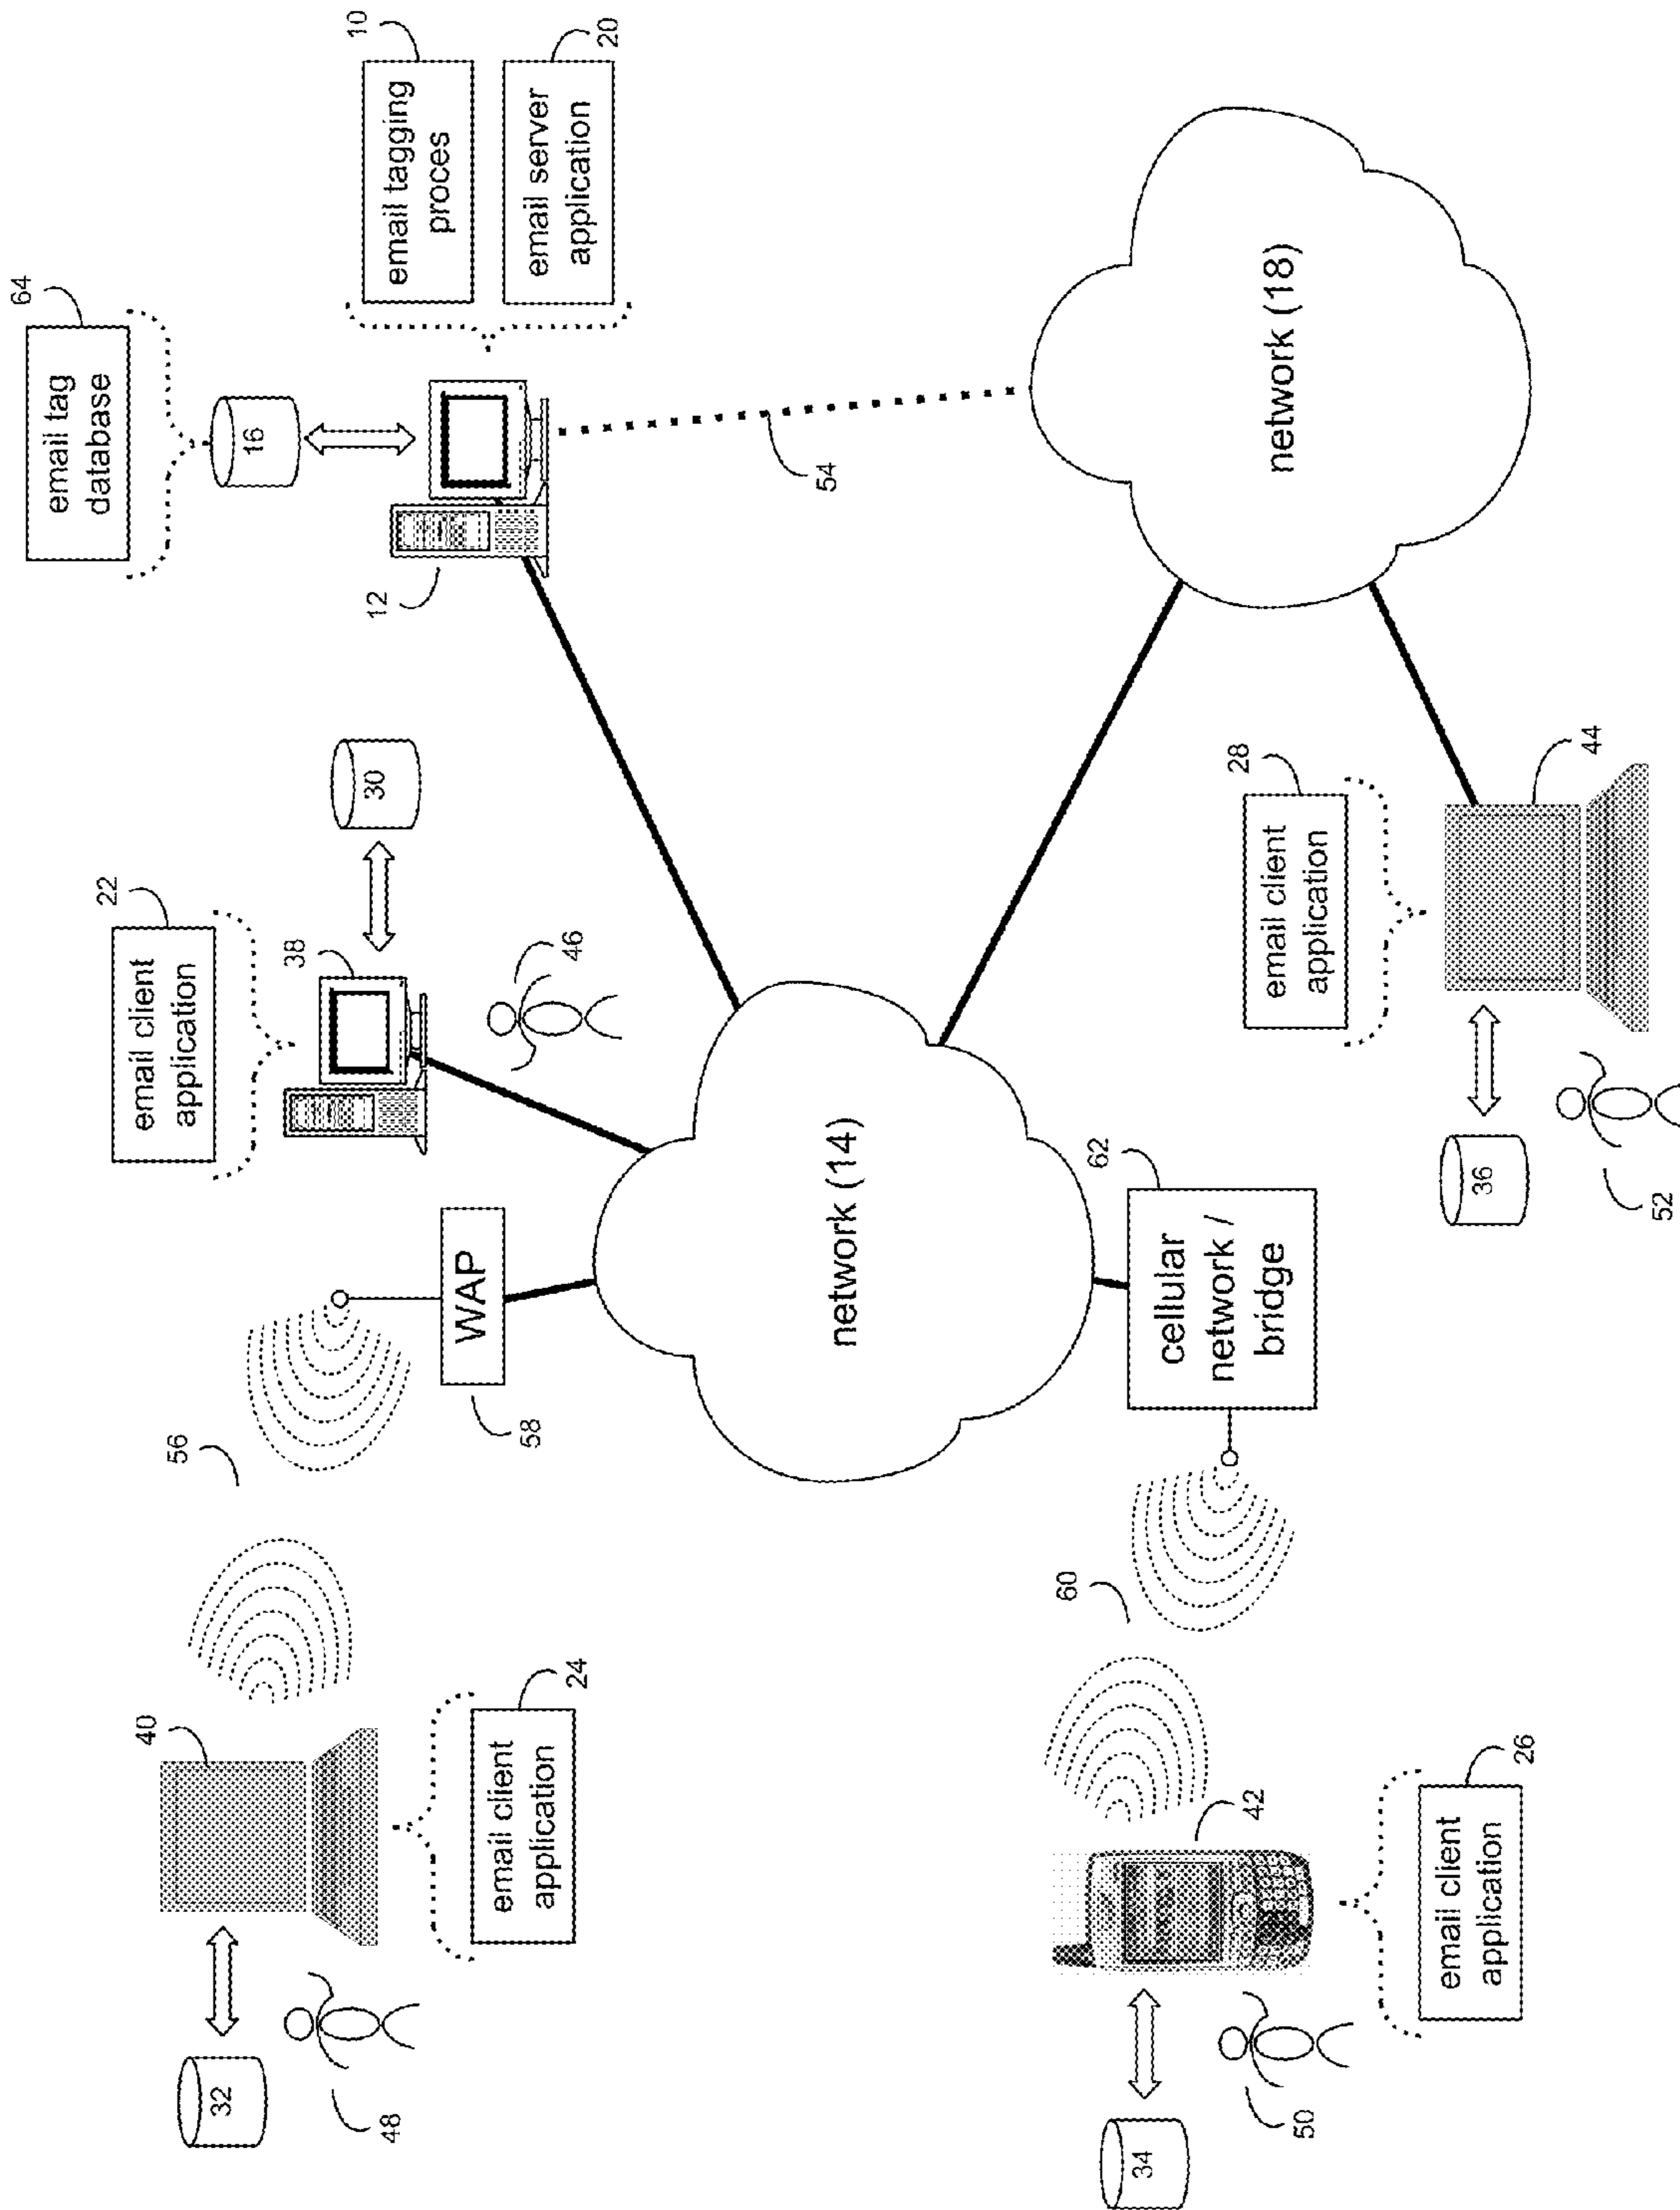 64
email tag
database
16
10
email tagging
proces
20
email server
application
12
54
network (18)
22
email client
application
38
30
46
56
WAP
58
network (14)
62
cellular
network /
bridge
60
28
email client
application
44
36
52
40
32
48
24
email client
application
42
34
50
26
email client
application